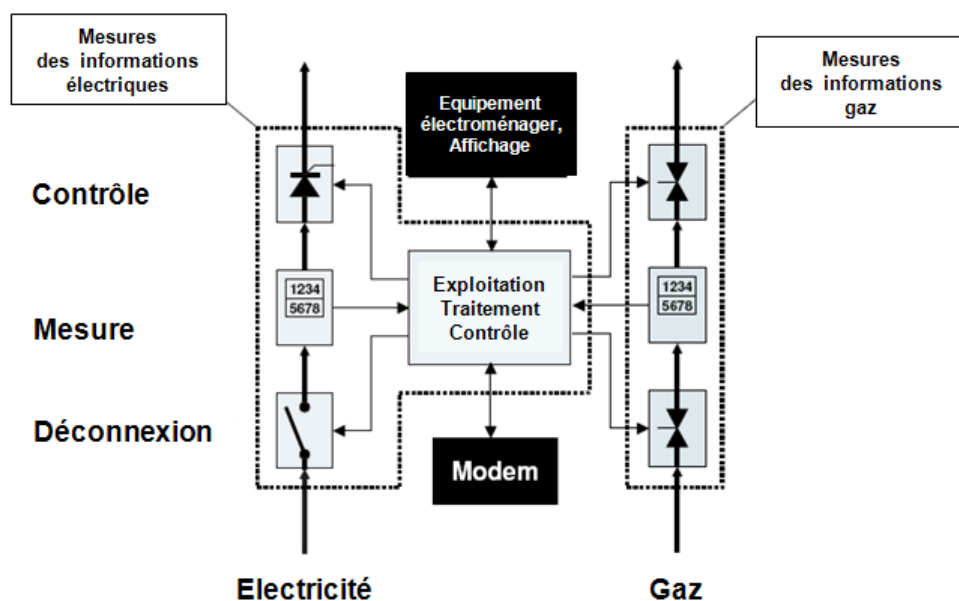 Mesures
des informations
électriques
Mesures
des informations
gaz
Equipement
électroménager,
Affichage
Contrôle
1234
5678
Exploitation
Traitement
Contrôle
1234
5678
Mesure
Déconnexion
Modem
Electricité
Gaz